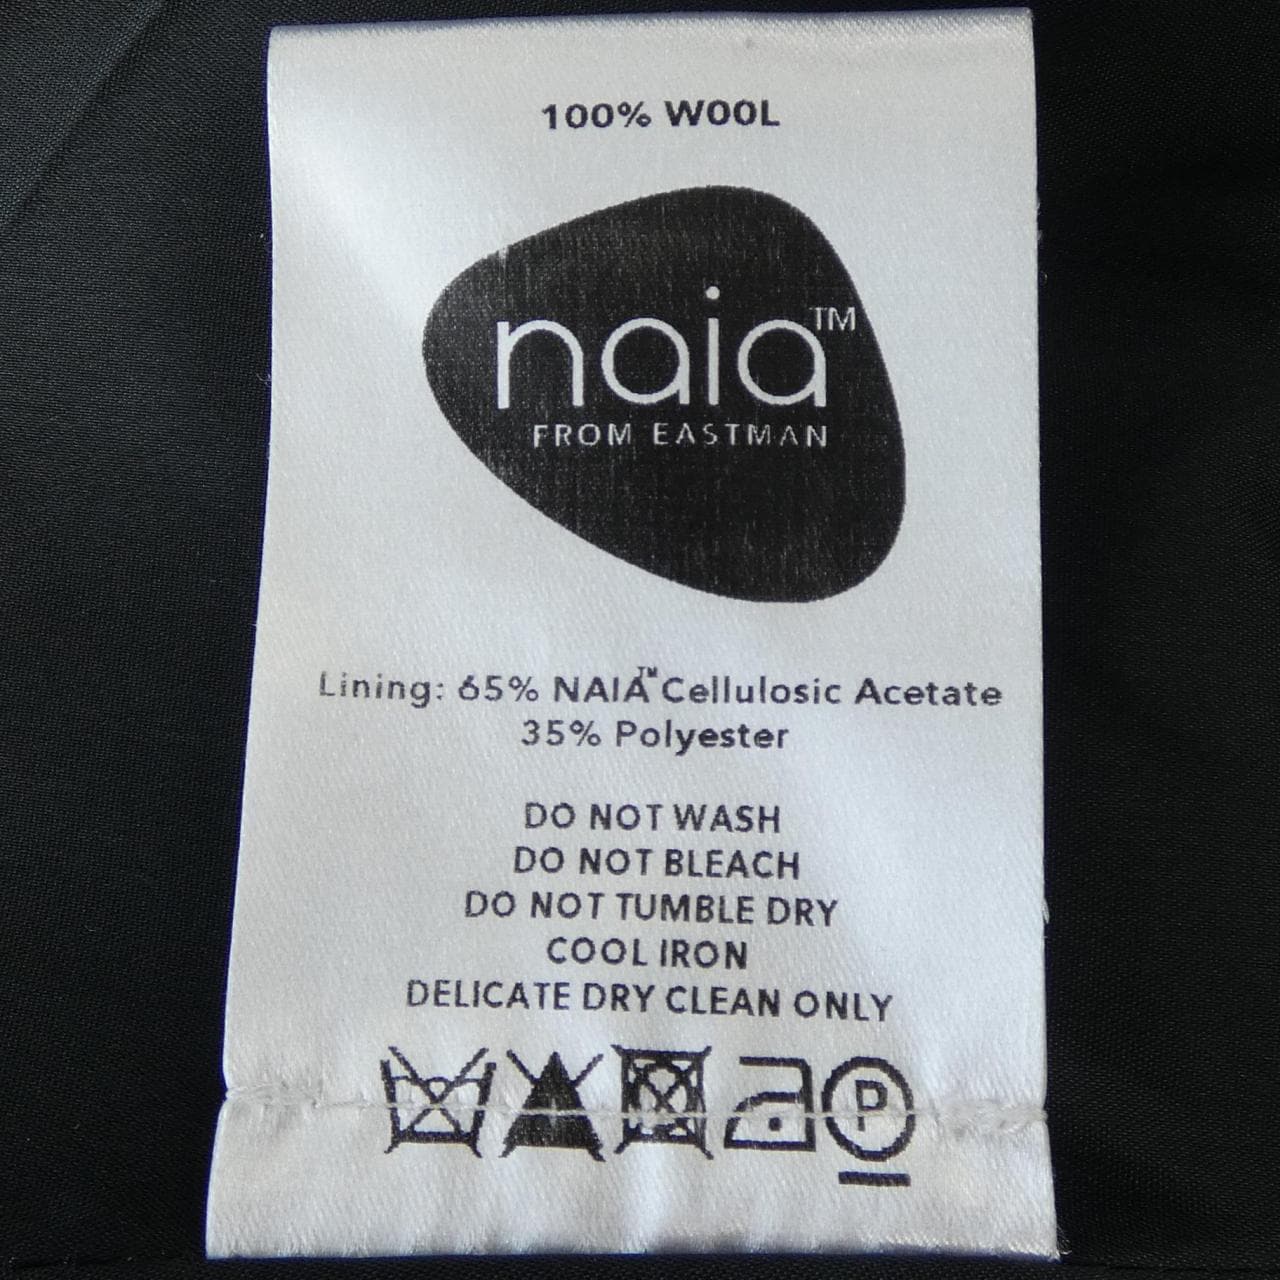 100% WOOL
naia™
FROM EASTMAN
Lining: 65% NAIA™ Cellulosic Acetate
35% Polyester
DO NOT WASH
DO NOT BLEACH
DO NOT TUMBLE DRY
COOL IRON
DELICATE DRY CLEAN ONLY
P